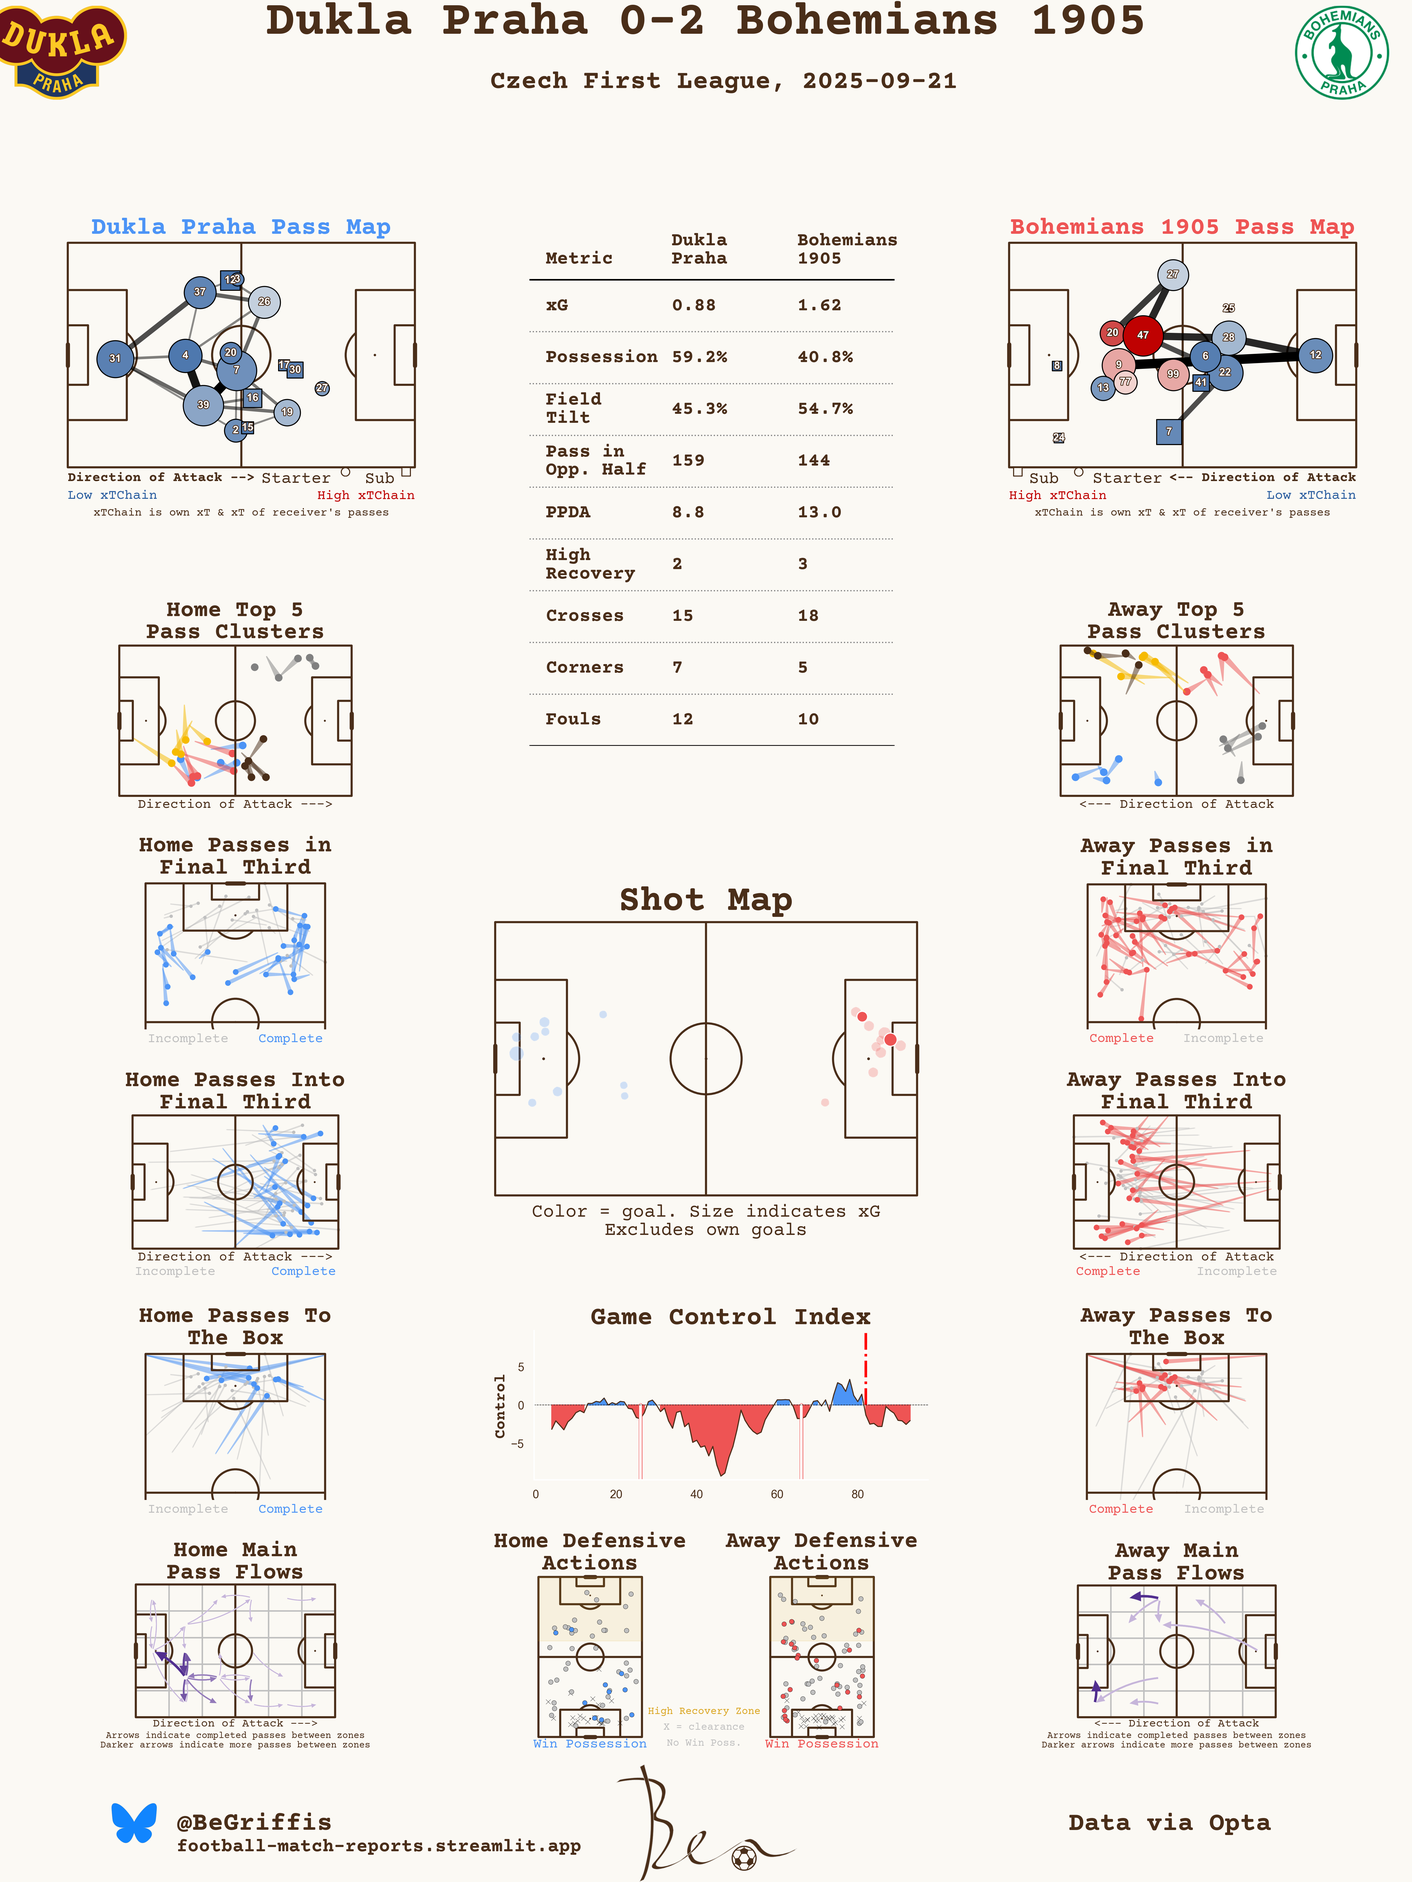 Dukla Praha 0-2 Bohemians 1905
Czech First League, 2025-09-21
DUKLA
PRAHA
BOHEMIANS
PRAHA
Dukla Praha Pass Map
37
12
3
26
31
4
20
7
17
30
27
39
16
19
2
15
Direction of Attack --> Starter Sub
Low xTChain High xTChain
xTChain is own xT & xT of receiver's passes
Metric Dukla Praha Bohemians 1905
xG 0.88 1.62
Possession 59.2% 40.8%
Field Tilt 45.3% 54.7%
Pass in Opp. Half 159 144
PPDA 8.8 13.0
High Recovery 2 3
Crosses 15 18
Corners 7 5
Fouls 12 10
Bohemians 1905 Pass Map
27
25
20
47
28
6
12
8
9
99
22
13
77
41
7
24
Sub Starter <-- Direction of Attack
High xTChain Low xTChain
xTChain is own xT & xT of receiver's passes
Home Top 5
Pass Clusters
Direction of Attack --->
Away Top 5
Pass Clusters
<--- Direction of Attack
Home Passes in
Final Third
Incomplete Complete
Away Passes in
Final Third
Complete Incomplete
Shot Map
Color = goal. Size indicates xG
Excludes own goals
Home Passes Into
Final Third
Direction of Attack --->
Incomplete Complete
Away Passes Into
Final Third
<--- Direction of Attack
Complete Incomplete
Home Passes To
The Box
Incomplete Complete
Game Control Index
Control
5
0
−5
0 20 40 60 80
Away Passes To
The Box
Complete Incomplete
Home Main
Pass Flows
Direction of Attack --->
Arrows indicate completed passes between zones
Darker arrows indicate more passes between zones
Home Defensive
Actions
Win Possession
High Recovery Zone
X = clearance
No Win Poss.
Away Defensive
Actions
Win Possession
Away Main
Pass Flows
<--- Direction of Attack
Arrows indicate completed passes between zones
Darker arrows indicate more passes between zones
@BeGriffis
football-match-reports.streamlit.app
Ben
Data via Opta